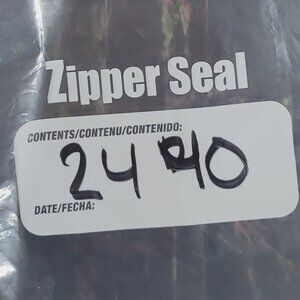 Zipper Seal
CONTENTS/CONTENU/CONTENIDO:
24 40
DATE/FECHA: